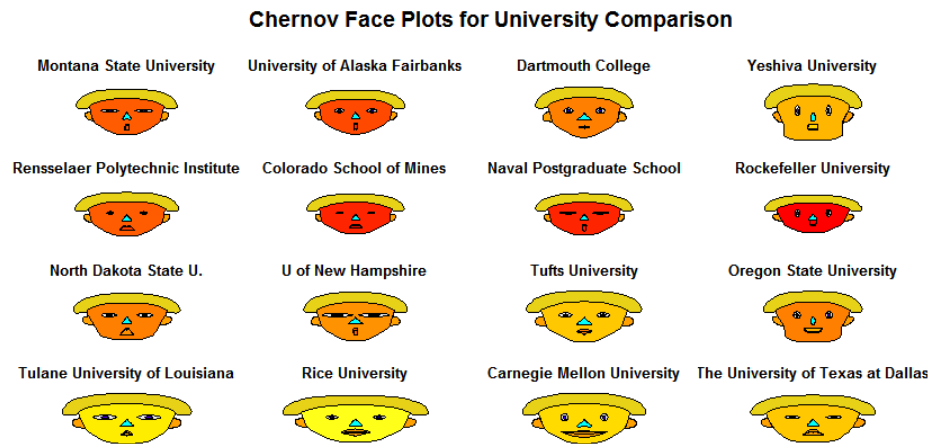 Chernov Face Plots for University Comparison
Montana State University
University of Alaska Fairbanks
Dartmouth College
Yeshiva University
Rensselaer Polytechnic Institute
Colorado School of Mines
Naval Postgraduate School
Rockefeller University
North Dakota State U.
U of New Hampshire
Tufts University
Oregon State University
Tulane University of Louisiana
Rice University
Carnegie Mellon University
The University of Texas at Dallas